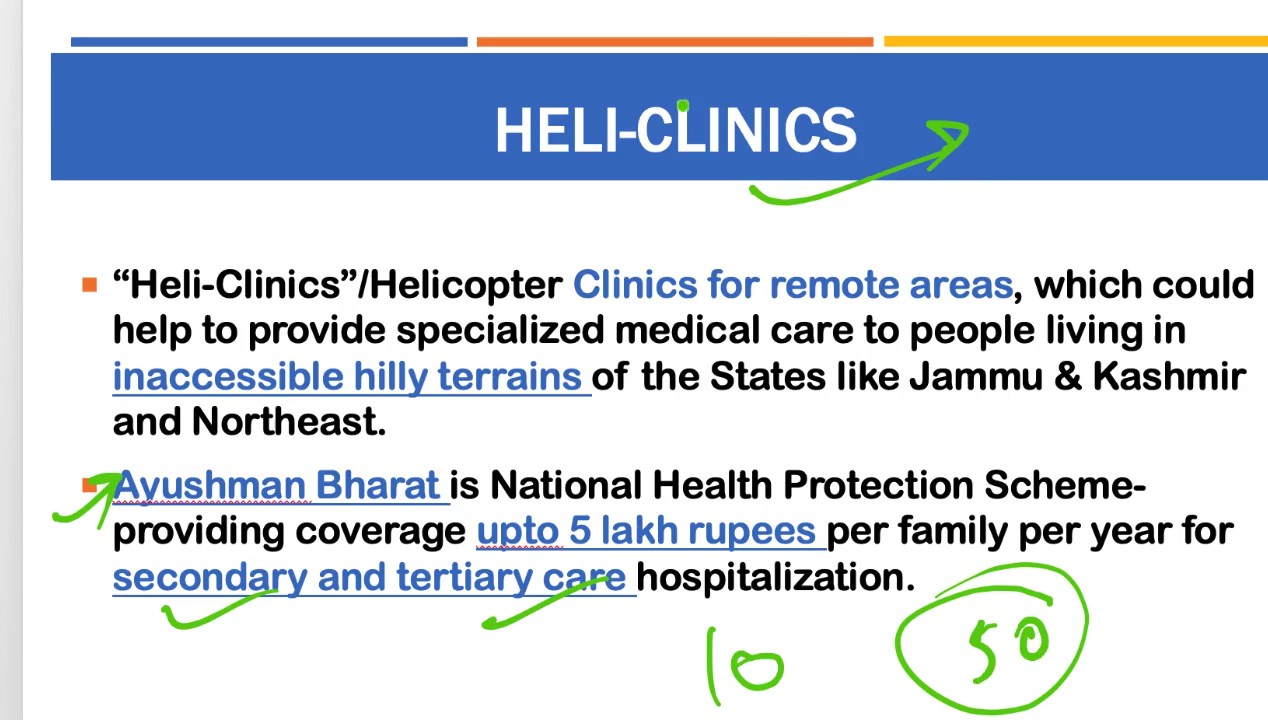 HELI-CLINICS
“Heli-Clinics”/Helicopter Clinics for remote areas, which could
help to provide specialized medical care to people living in
inaccessible hilly terrains of the States like Jammu & Kashmir
and Northeast.
Ayushman Bharat is National Health Protection Scheme-
providing coverage upto 5 lakh rupees per family per year for
secondary and tertiary care hospitalization.
10 50